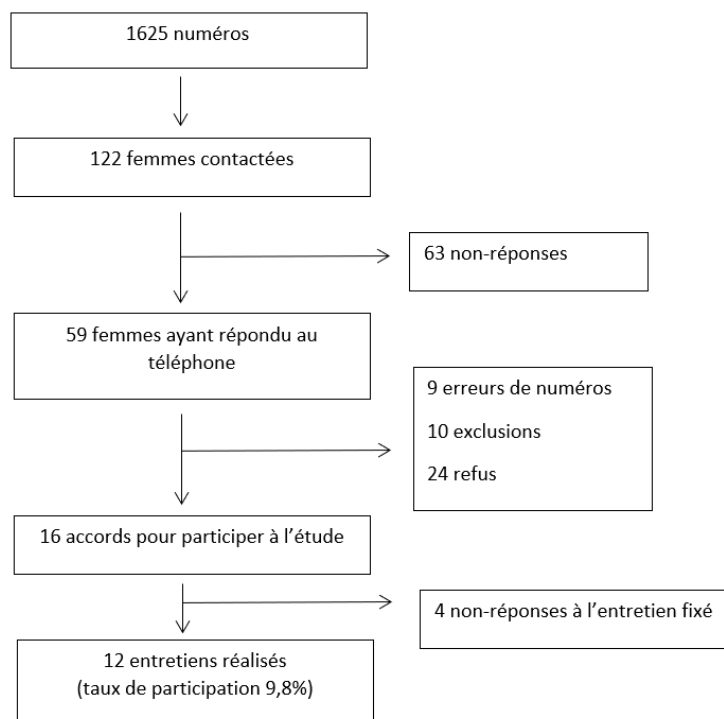 1625 numéros
122 femmes contactées
63 non-réponses
59 femmes ayant répondu au
téléphone
9 erreurs de numéros
10 exclusions
24 refus
16 accords pour participer à l'étude
4 non-réponses à l'entretien fixé
12 entretiens réalisés
(taux de participation 9,8%)